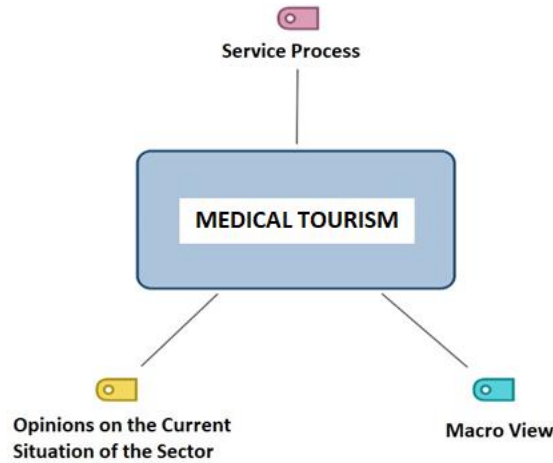 Service Process
MEDICAL TOURISM
Opinions on the Current
Situation of the Sector
Macro View